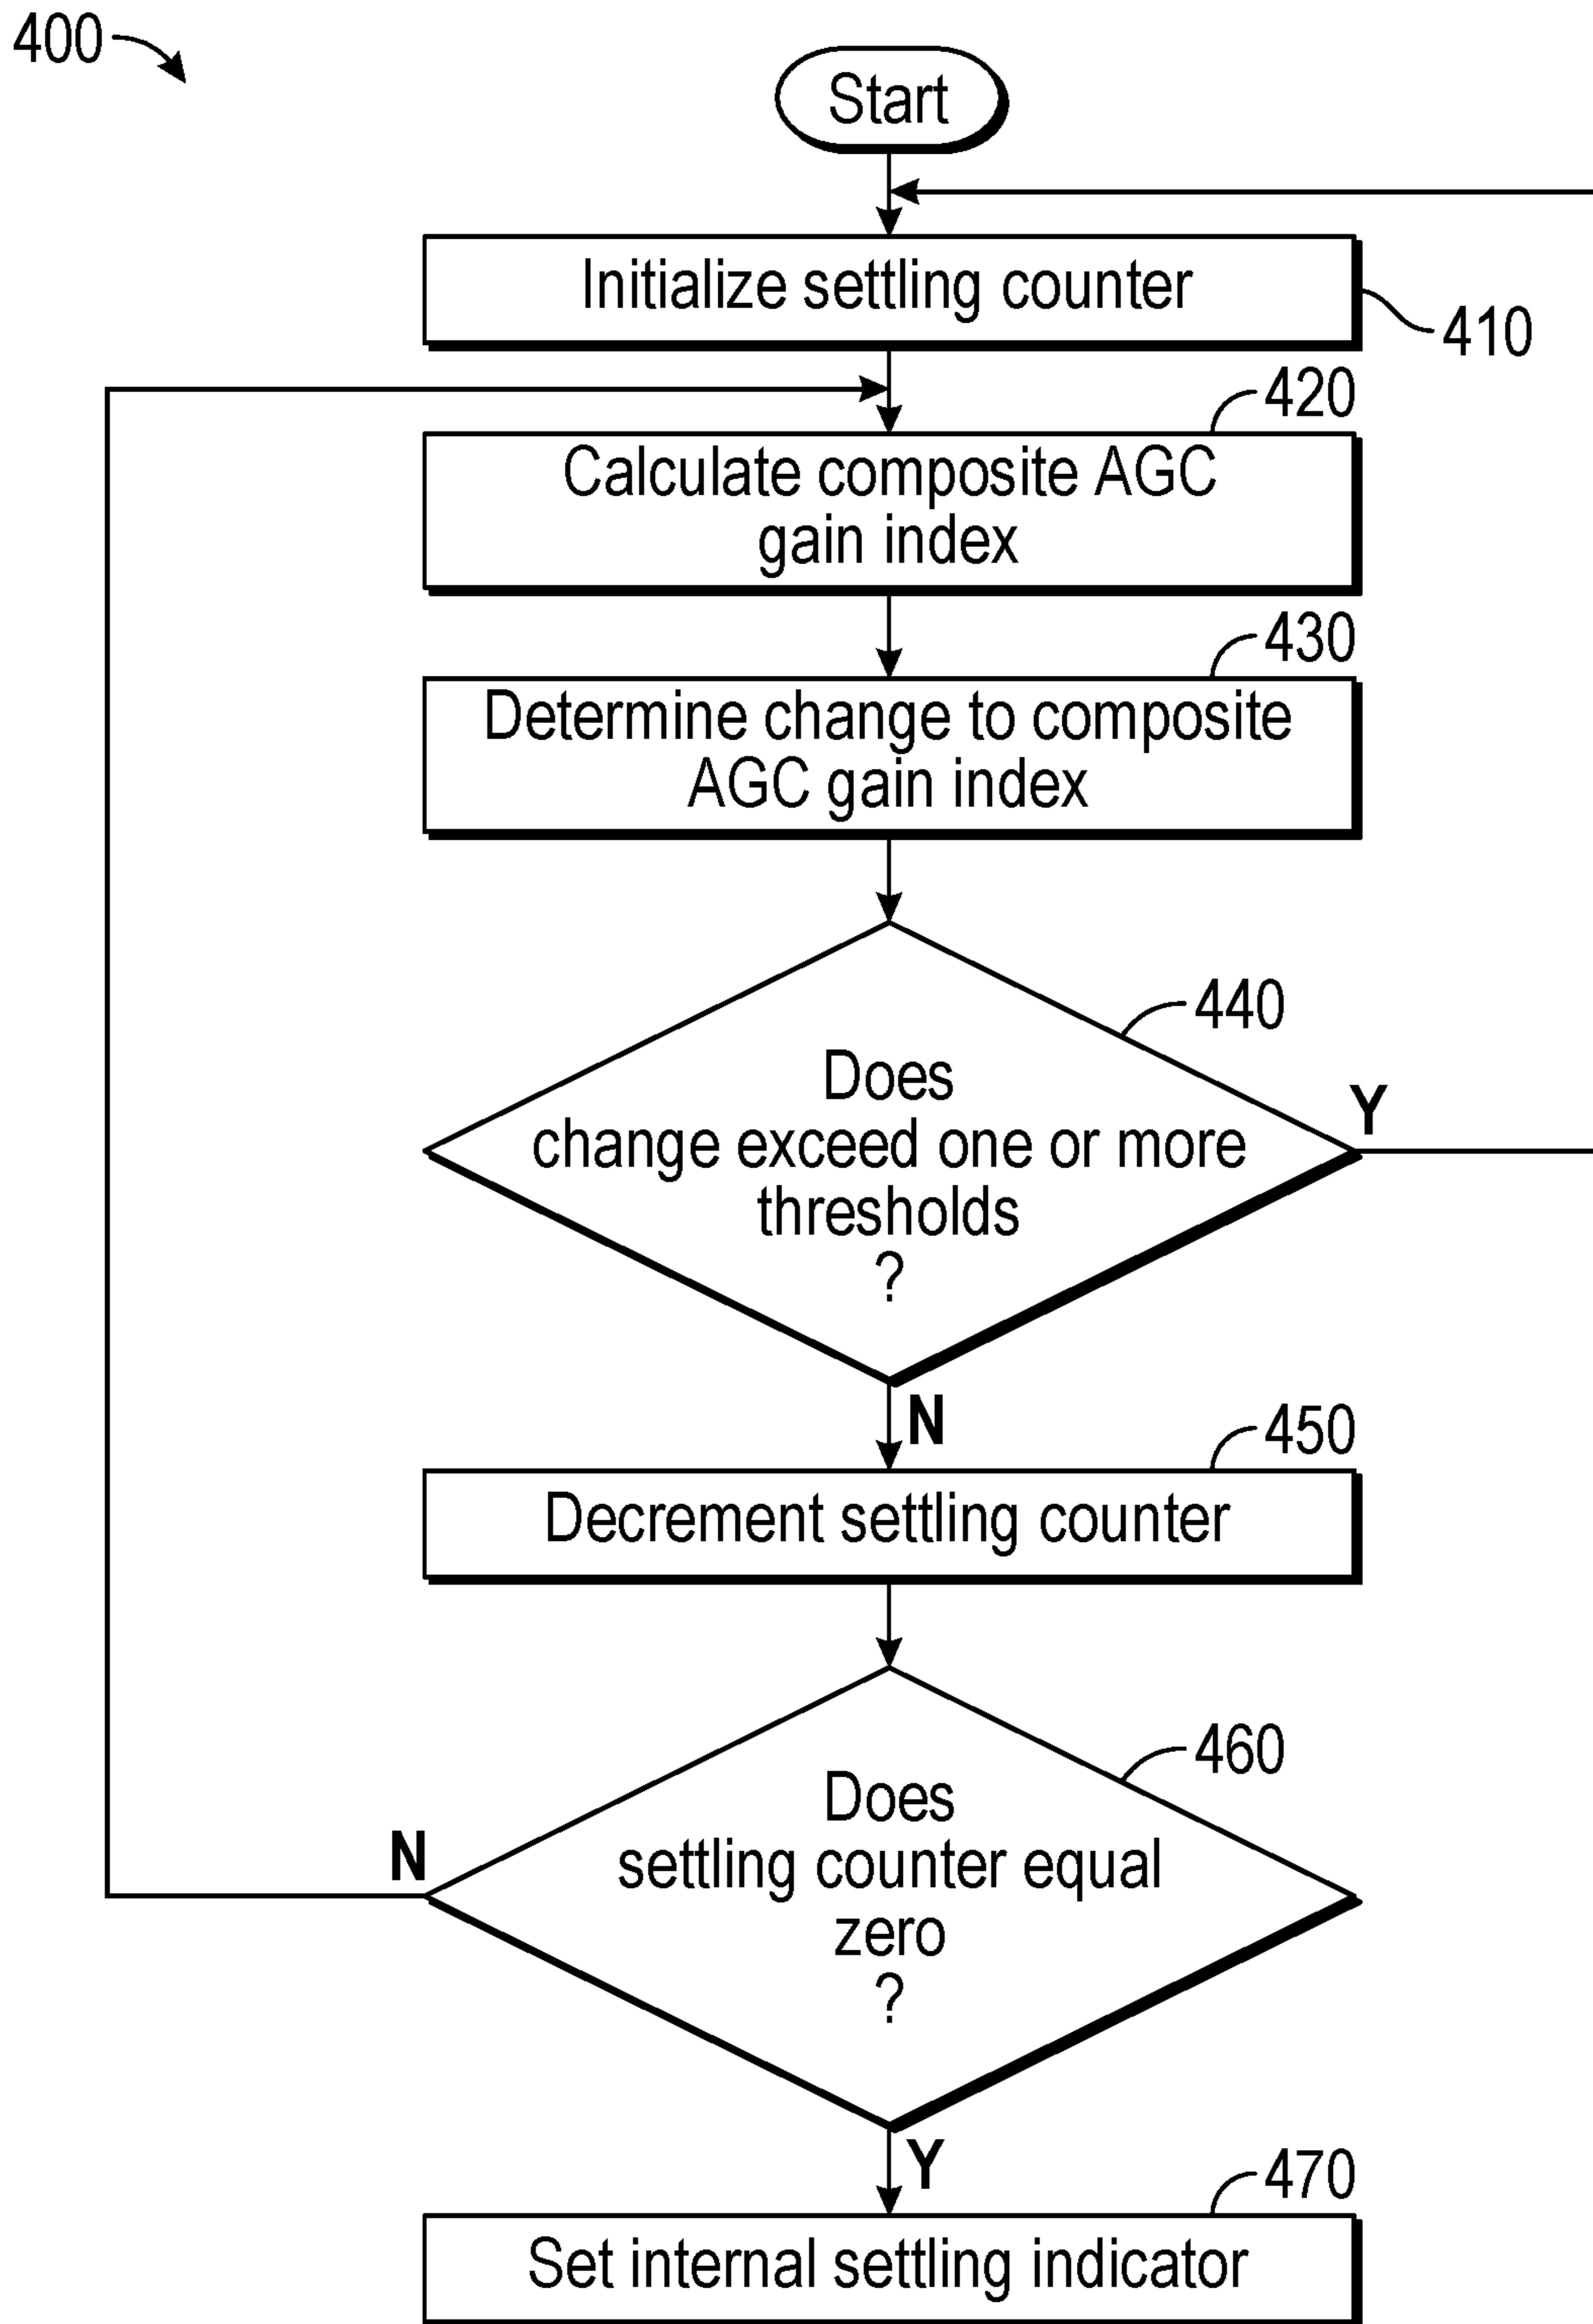 400
Start
Initialize settling counter
410
420
Calculate composite AGC
gain index
430
Determine change to composite
AGC gain index
440
Does
change exceed one or more
thresholds
?
Y
N
450
Decrement settling counter
460
Does
settling counter equal
zero
?
N
Y
470
Set internal settling indicator